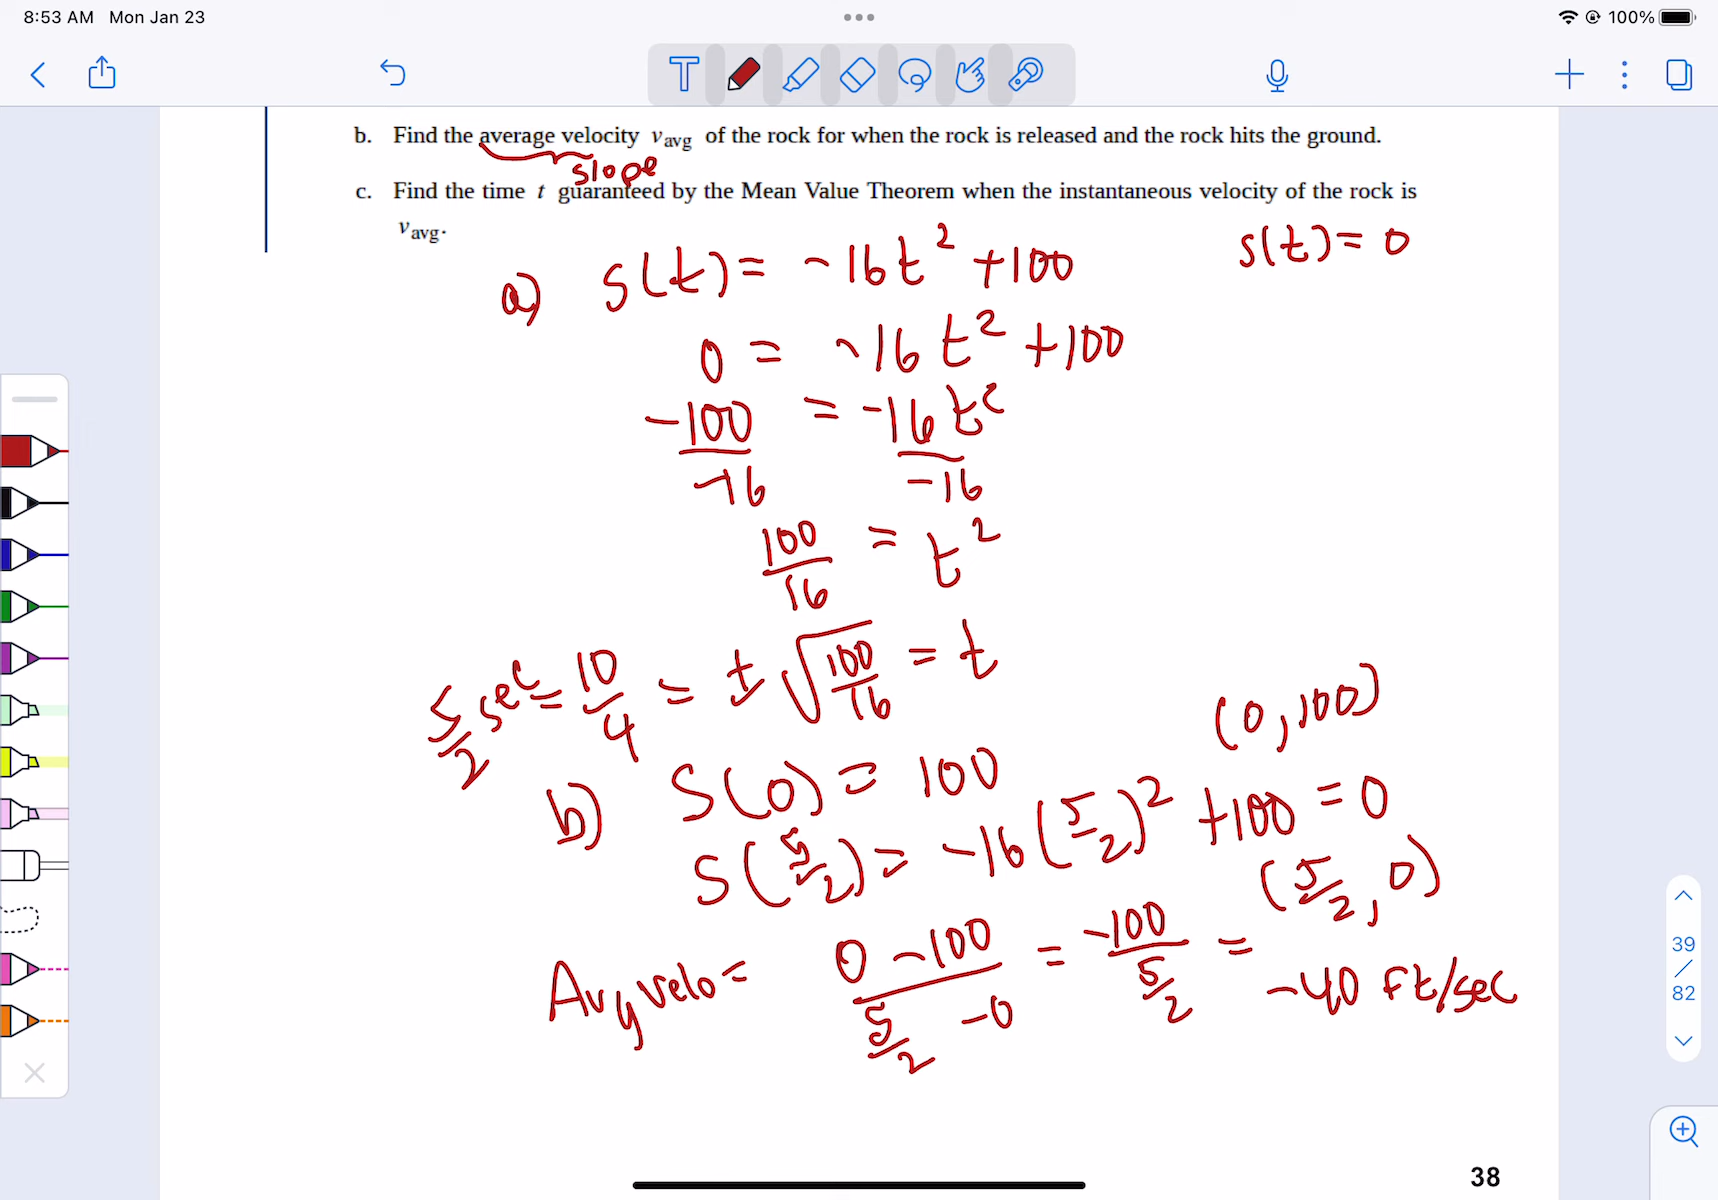 8:53 AM Mon Jan 23
100%
b. Find the average velocity v avg of the rock for when the rock is released and the rock hits the ground.
slope
c. Find the time t guaranteed by the Mean Value Theorem when the instantaneous velocity of the rock is
v avg.
s(t) = 0
a) s(t) = -16t² +100
0 = -16t² +100
-100/-16 = -16t²/-16
100/16 = t²
5/2 sec = 10/4 = ± √(100/16) = t
(0, 100)
b) S(0) = 100
S(5/2) = -16(5/2)² +100 = 0
(5/2, 0)
Avg velo = (0 - 100)/(5/2 - 0) = -100/(5/2) = -40 ft/sec
39
/
82
38